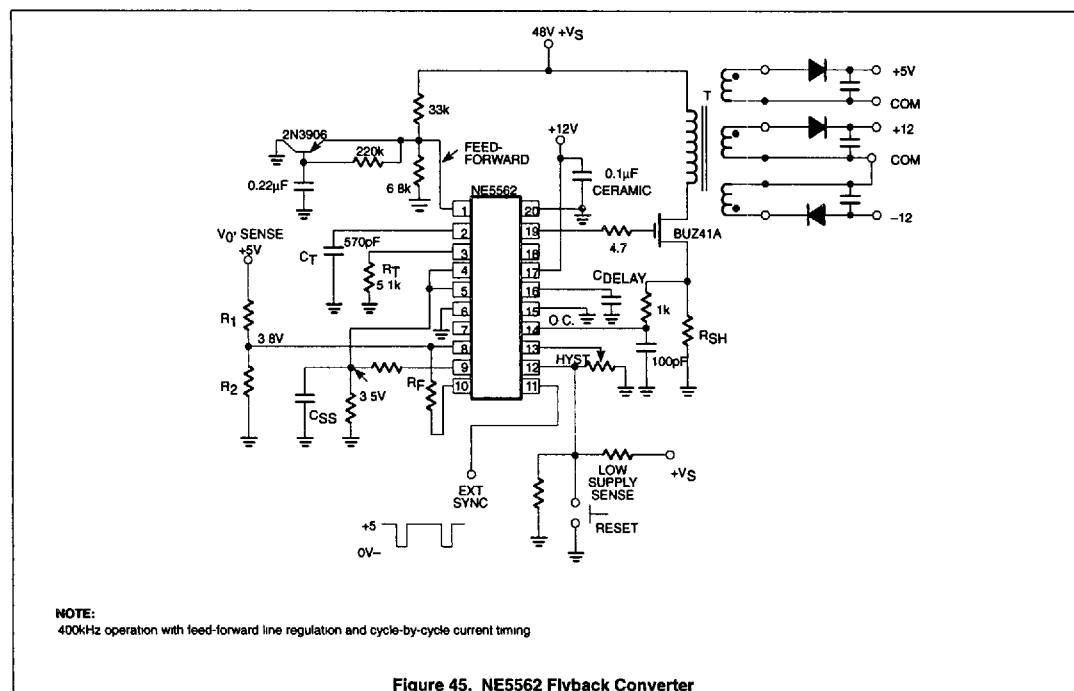 48V +VS
33k
2N3906
220k
FEED-
FORWARD
6 8k
0.22µF
+12V
0.1µF
CERAMIC
T
+5V
COM
+12
COM
−12
NE5562
1
2
3
4
5
6
7
8
9
10
20
19
18
17
16
15
14
13
12
11
4.7
BUZ41A
VO' SENSE
+5V
CT
570pF
RT
5 1k
CDELAY
O C.
1k
RSH
100pF
HYST
R1
3 8V
R2
RF
3 5V
CSS
EXT
SYNC
LOW
SUPPLY
SENSE
+VS
RESET
+5
0V–
NOTE:
400kHz operation with feed-forward line regulation and cycle-by-cycle current timing
Figure 45. NE5562 Flyback Converter